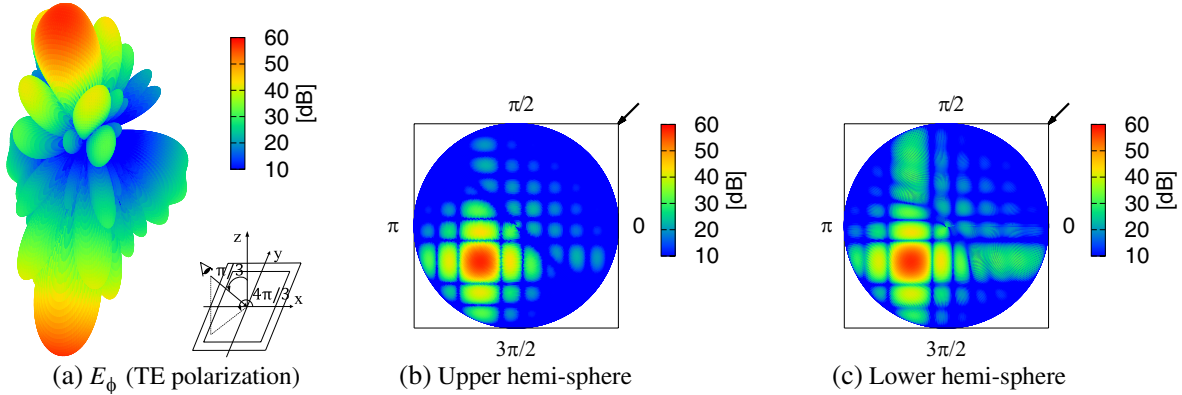 60
50
40
30
20
10
[dB]
z
y
x
π/3
4π/3
(a) E_ϕ (TE polarization)
π/2
π
0
3π/2
60
50
40
30
20
10
[dB]
(b) Upper hemi-sphere
π/2
π
0
3π/2
60
50
40
30
20
10
[dB]
(c) Lower hemi-sphere